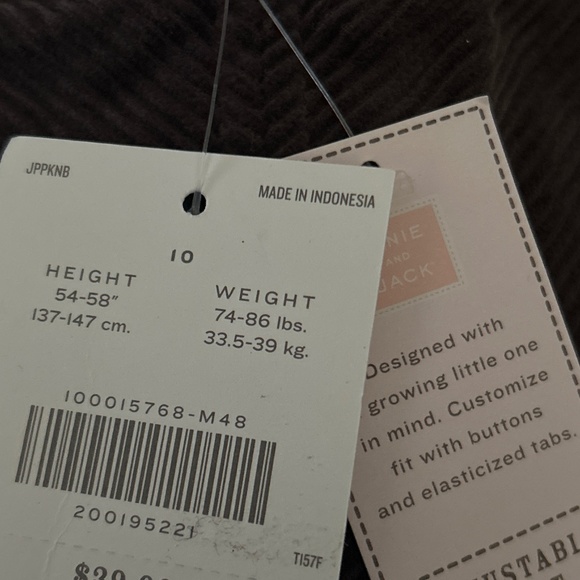 JPPKNB
MADE IN INDONESIA
10
HEIGHT
54-58"
137-147 cm.
WEIGHT
74-86 lbs.
33.5-39 kg.
100015768-M48
200195221
T157F
AND
Designed with
growing little one
in mind. Customize
fit with buttons
and elasticized tabs.